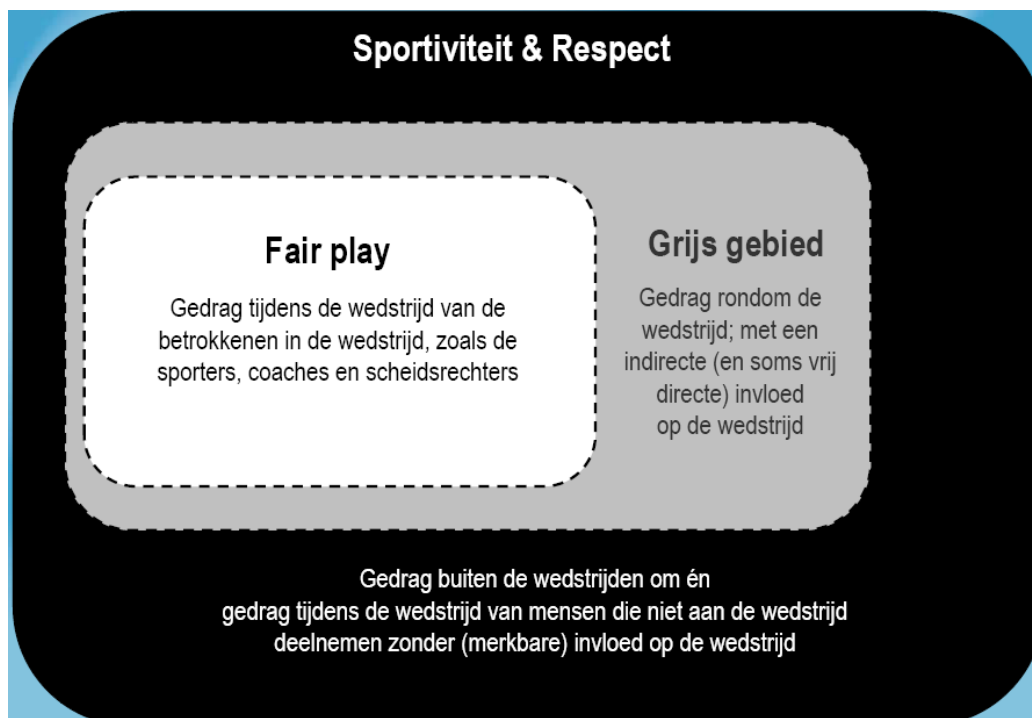 Sportiviteit & Respect
Fair play
Gedrag tijdens de wedstrijd van de
betrokkenen in de wedstrijd, zoals de
sporters, coaches en scheidsrechters
Grijs gebied
Gedrag rondom de
wedstrijd; met een
indirecte (en soms vrij
directe) invloed
op de wedstrijd
Gedrag buiten de wedstrijden om én
gedrag tijdens de wedstrijd van mensen die niet aan de wedstrijd
deelnemen zonder (merkbare) invloed op de wedstrijd